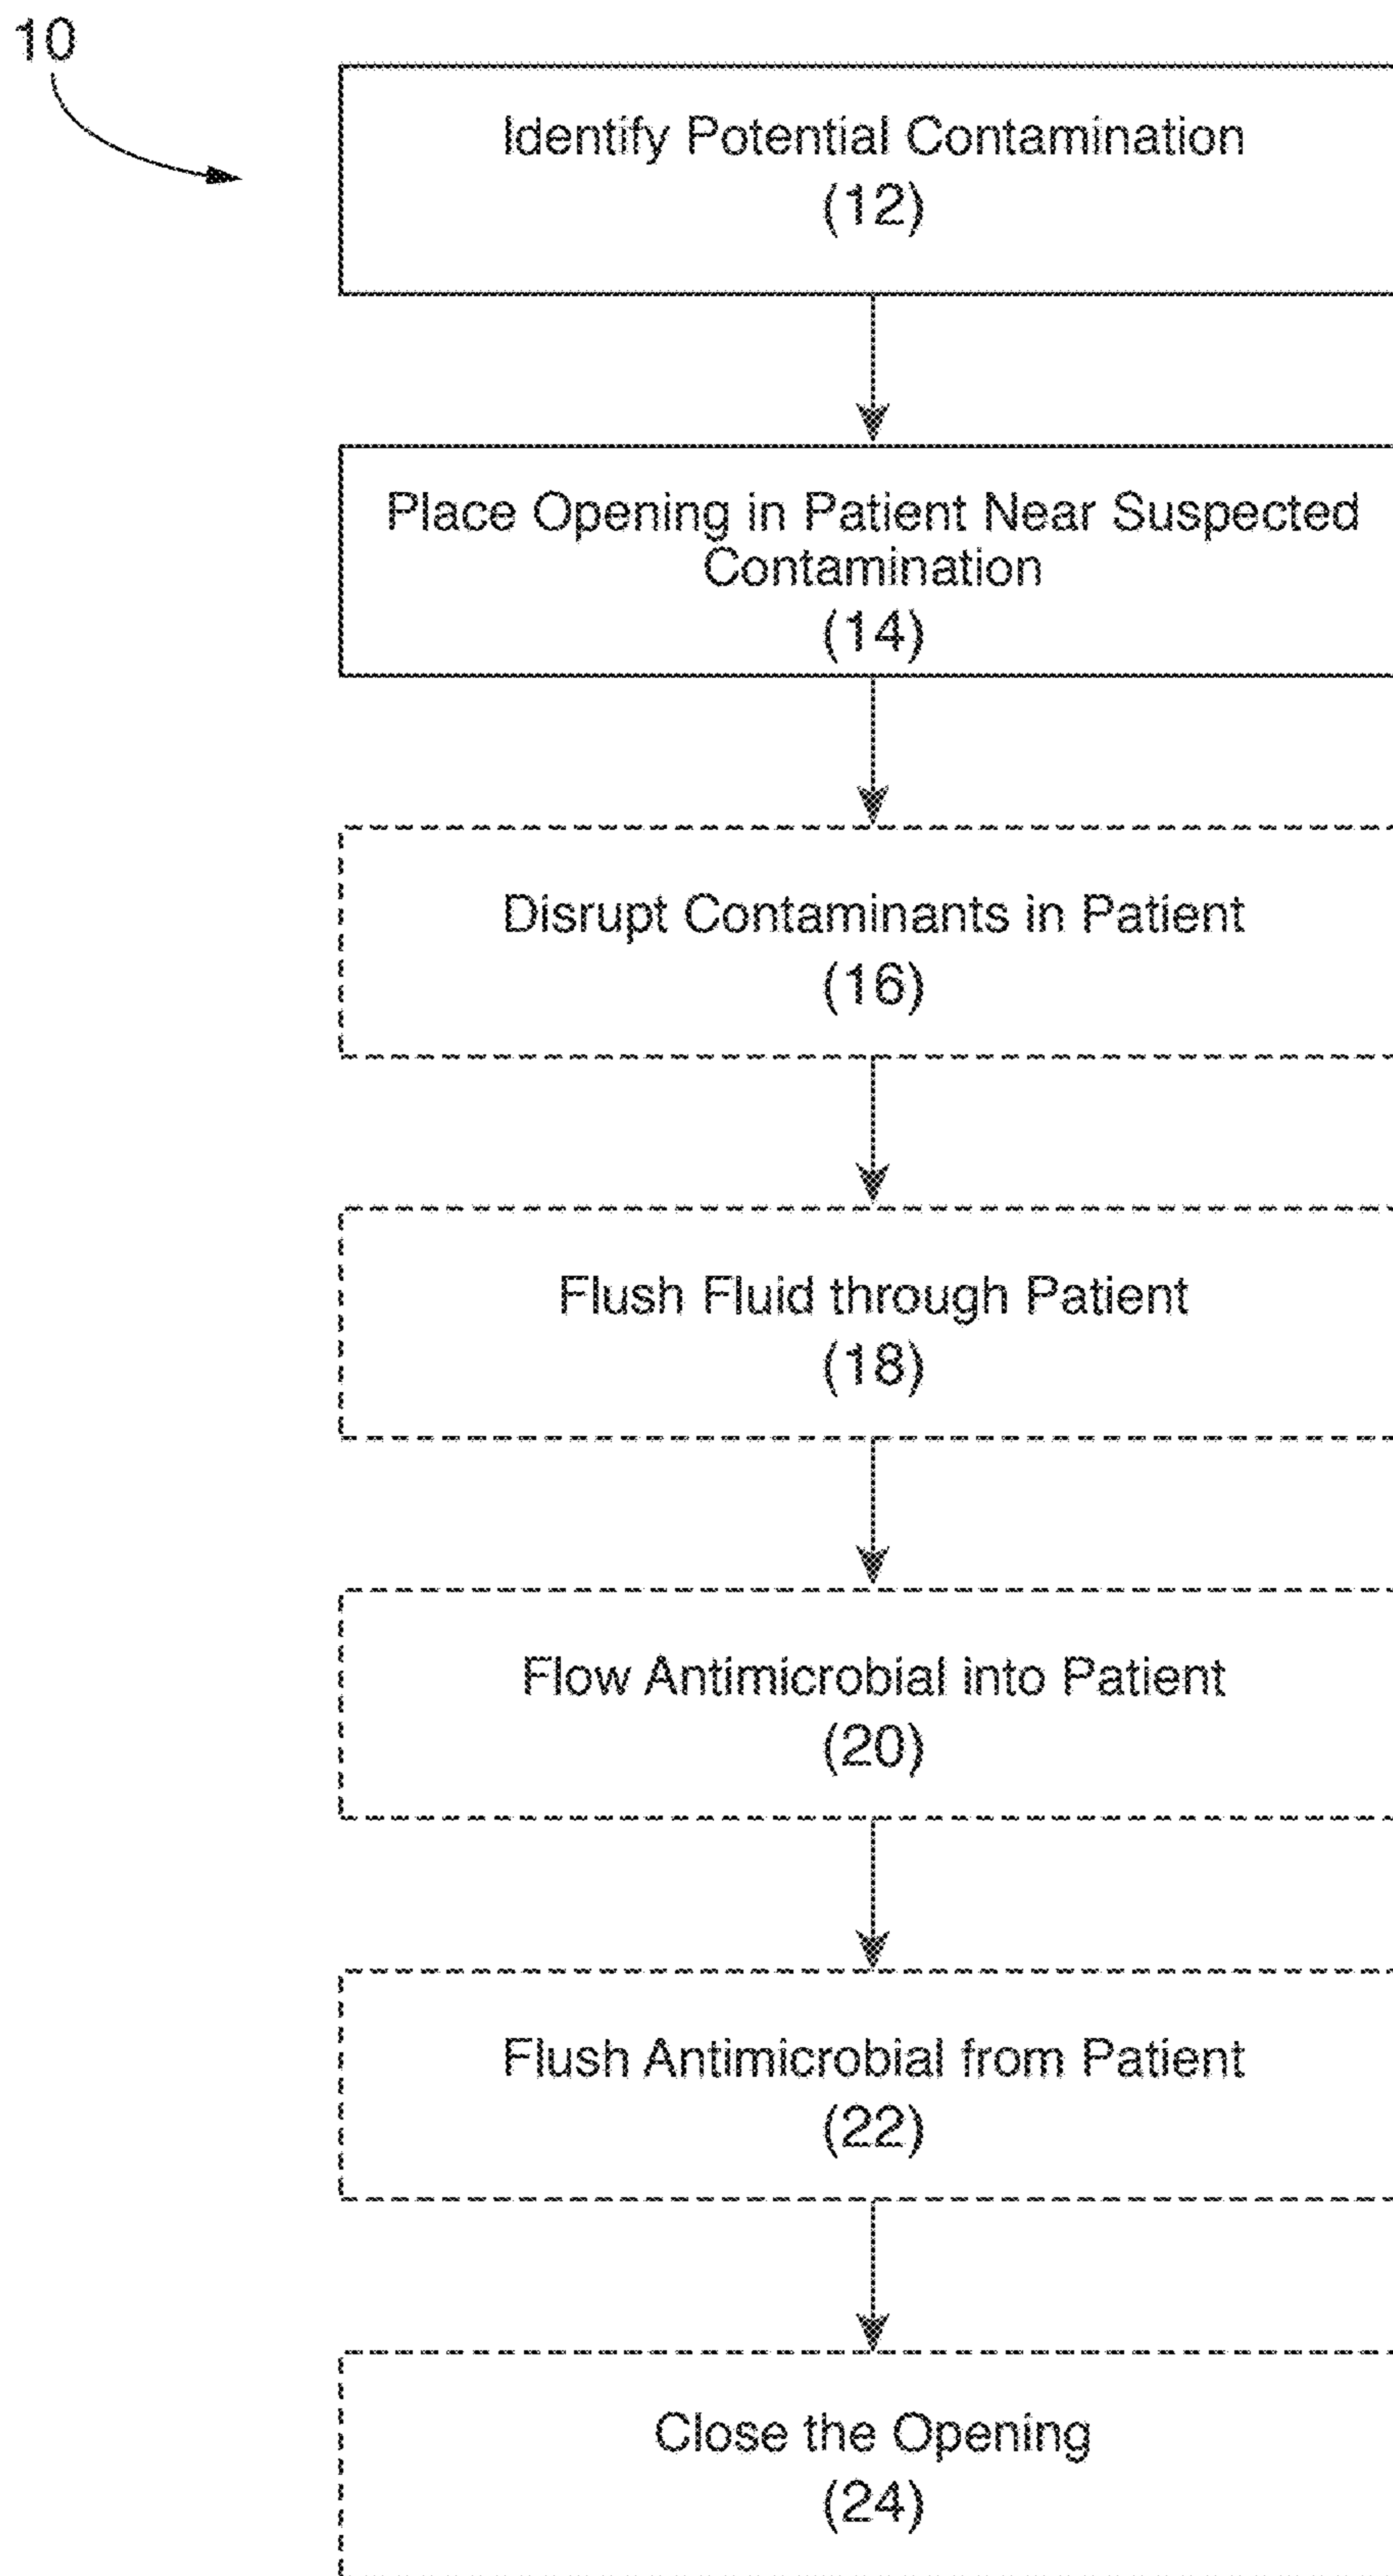 10
Identify Potential Contamination
(12)
Place Opening in Patient Near Suspected
Contamination
(14)
Disrupt Contaminants in Patient
(16)
Flush Fluid through Patient
(18)
Flow Antimicrobial into Patient
(20)
Flush Antimicrobial from Patient
(22)
Close the Opening
(24)